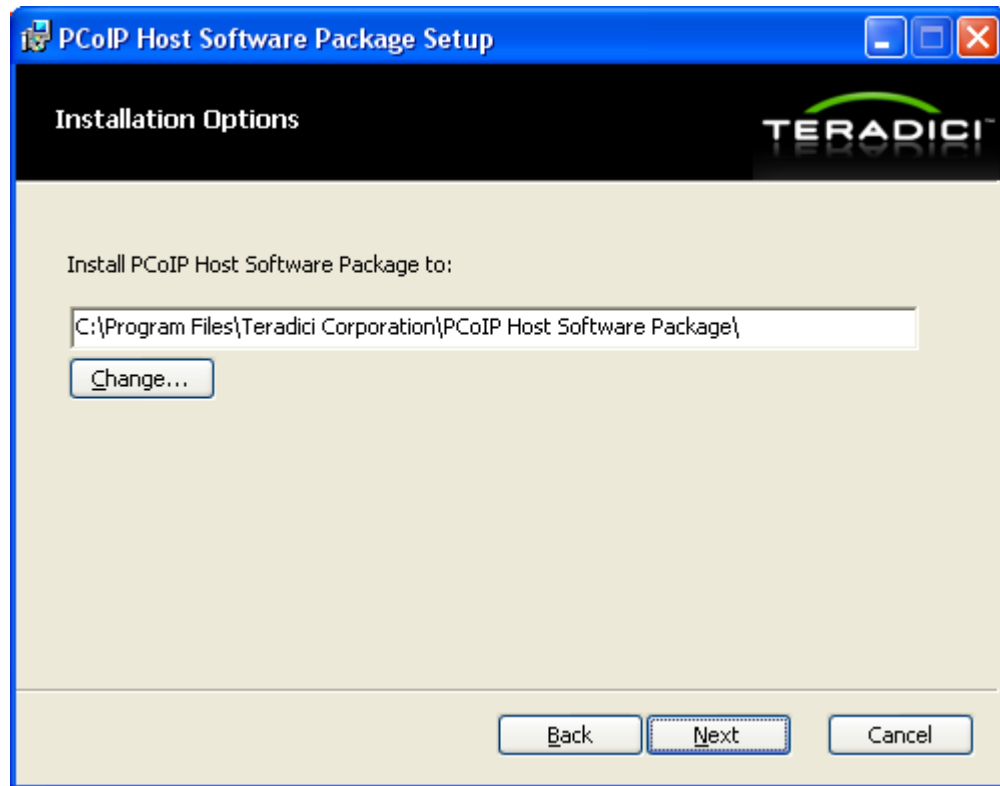 PCoIP Host Software Package Setup
Installation Options
TERADICI™
Install PCoIP Host Software Package to:
C:\Program Files\Teradici Corporation\PCoIP Host Software Package\
Change...
Back
Next
Cancel